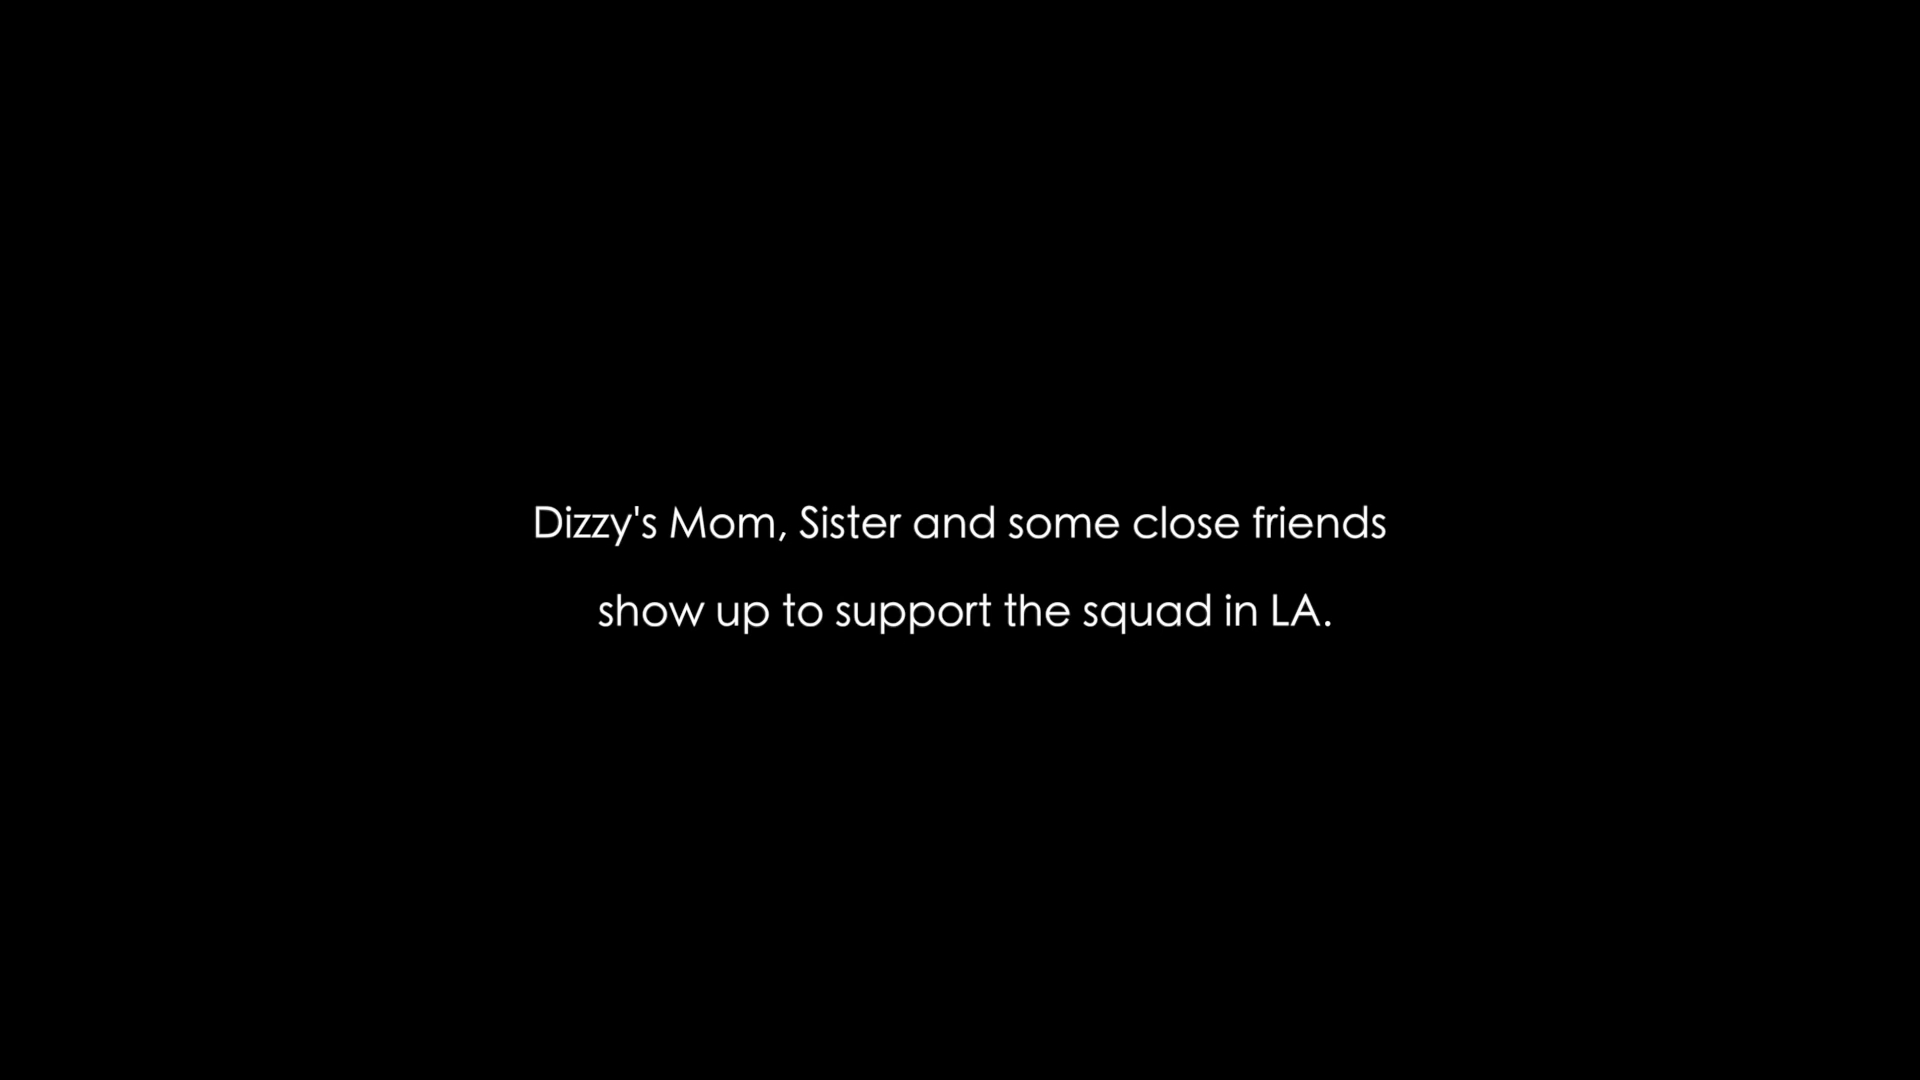 Dizzy's Mom, Sister and some close friends
show up to support the squad in LA.